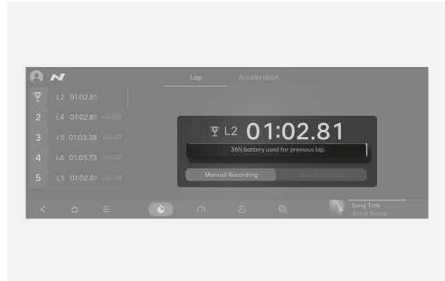 N
Lap
Acceleration
L2 01:02.81
2 L4 01:02.81
3 L5 01:03.38
4 L6 01:03.73
5 L3 01:02.81
L2 01:02.81
36% battery used for previous lap.
Manual Recording
Song Title
Artist Name